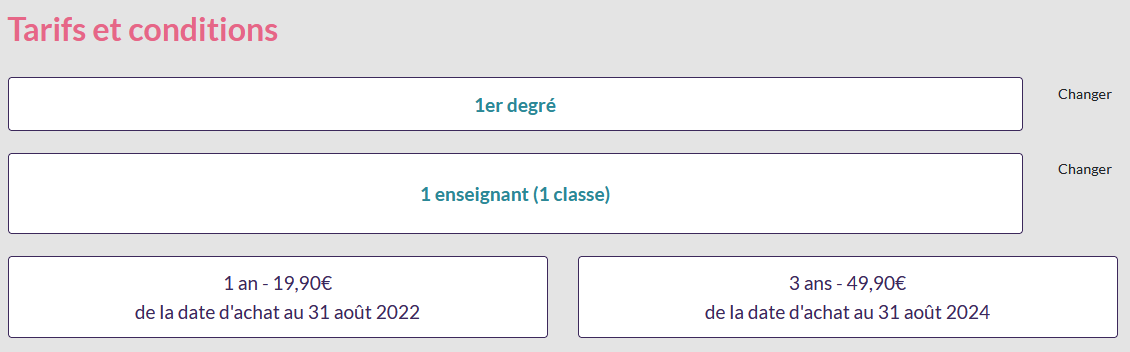 Tarifs et conditions
1er degré
Changer
1 enseignant (1 classe)
Changer
1 an - 19,90€
de la date d'achat au 31 août 2022
3 ans - 49,90€
de la date d'achat au 31 août 2024